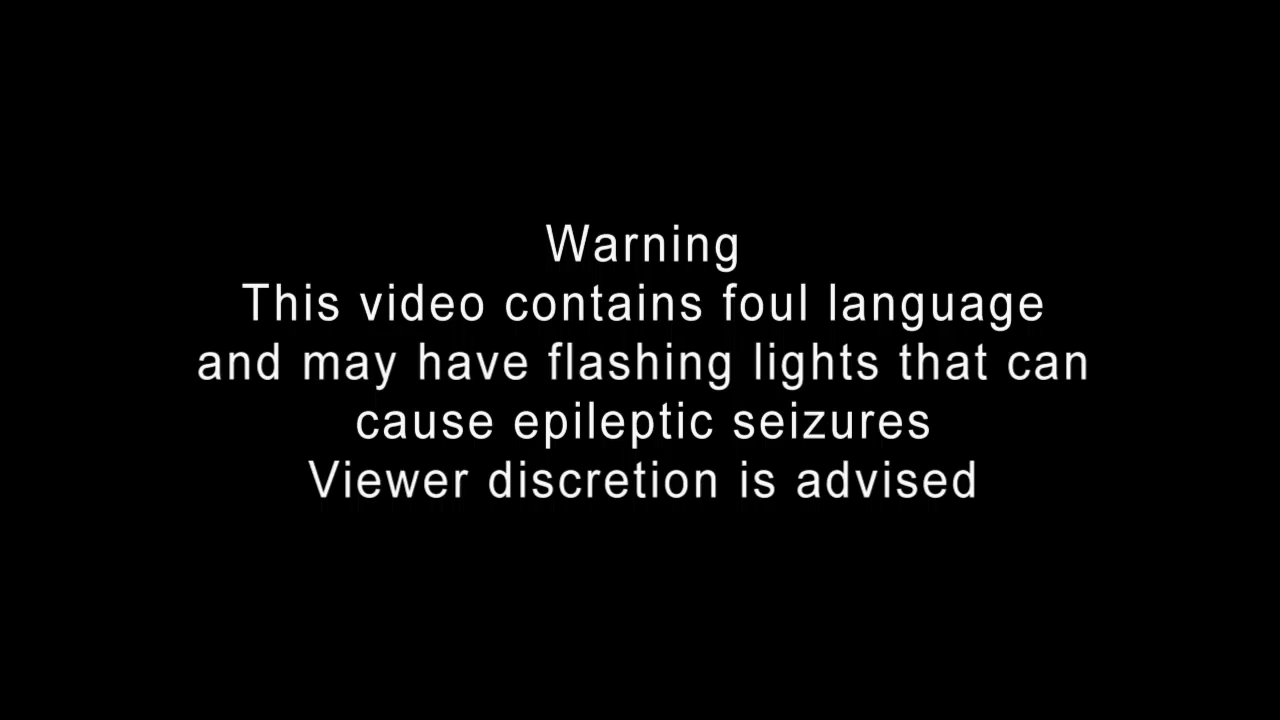 Warning
This video contains foul language
and may have flashing lights that can
cause epileptic seizures
Viewer discretion is advised